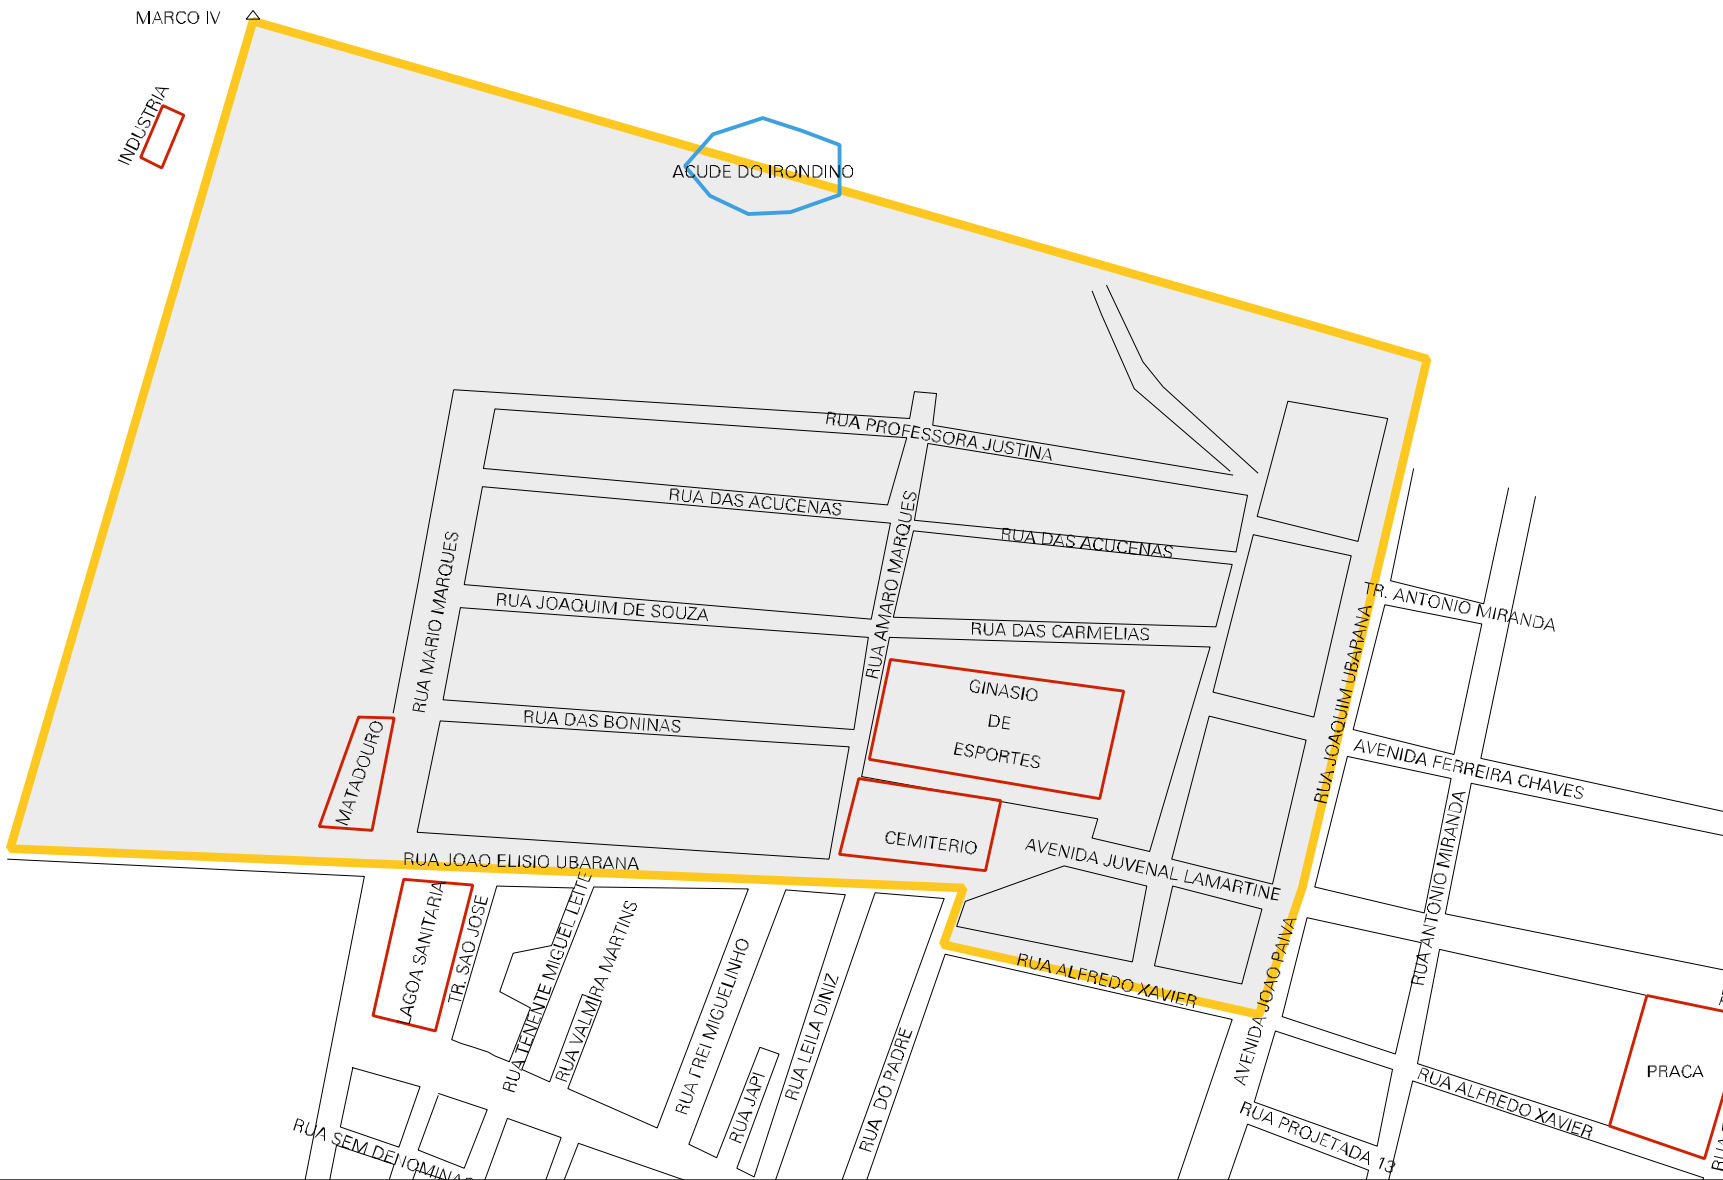 MARCO IV
INDUSTRIA
ACUDE DO IRONDINO
RUA PROFESSORA JUSTINA
RUA DAS ACUCENAS
RUA DAS ACUCENAS
RUA MARIO MARQUES
RUA AMARO MARQUES
RUA JOAQUIM DE SOUZA
RUA DAS CARMELIAS
TR. ANTONIO MIRANDA
RUA JOAQUIM UBARANA
GINASIO
DE
ESPORTES
RUA DAS BONINAS
MATADOURO
AVENIDA FERREIRA CHAVES
CEMITERIO
AVENIDA JUVENAL LAMARTINE
RUA ANTONIO MIRANDA
RUA JOAO ELISIO UBARANA
LAGOA SANITARIA
TR. SAO JOSE
RUA TENENTE MIGUEL LEITE
RUA VALMIRA MARTINS
RUA FREI MIGUELINHO
RUA JAPI
RUA LEILA DINIZ
RUA DO PADRE
RUA ALFREDO XAVIER
AVENIDA JOAO PAIVA
PRACA
RUA ALFREDO XAVIER
RUA PROJETADA 13
RUA SEM DENOMINAC
RUA